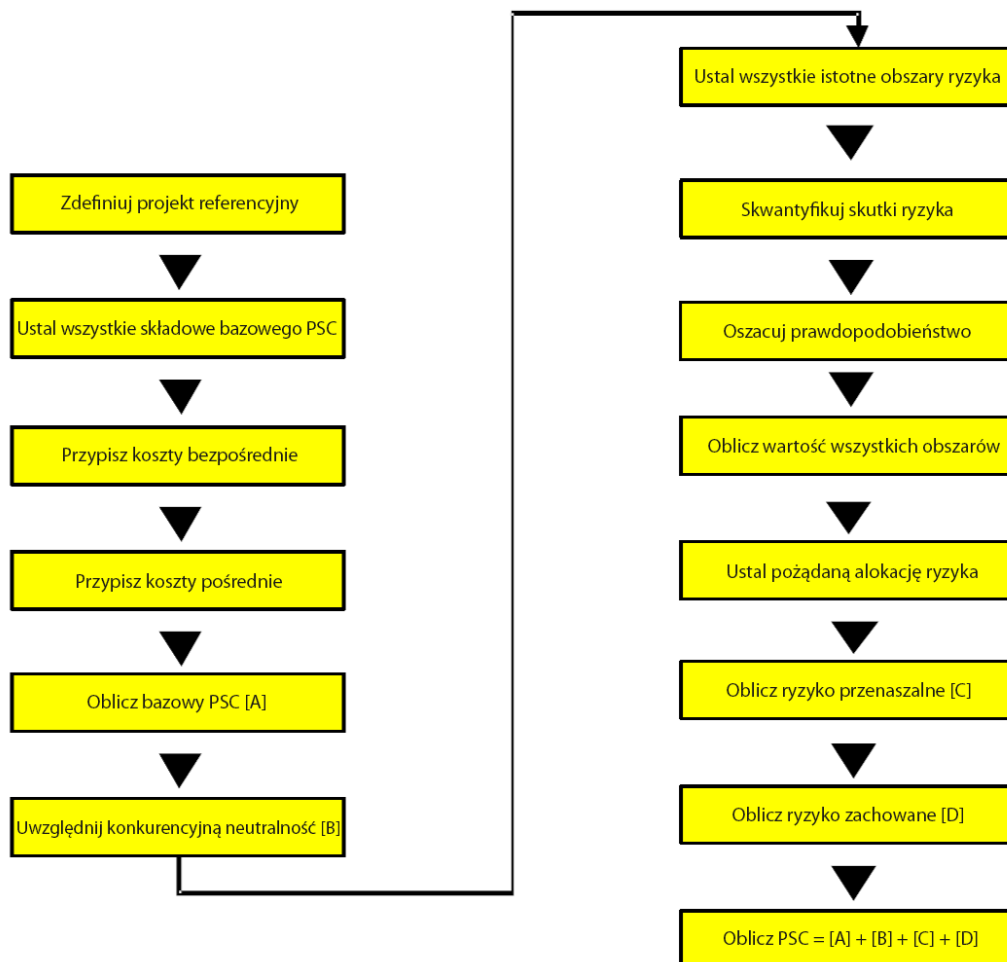 Zdefiniuj projekt referencyjny
Ustal wszystkie składowe bazowego PSC
Przypisz koszty bezpośrednie
Przypisz koszty pośrednie
Oblicz bazowy PSC [A]
Uwzględnij konkurencyjną neutralność [B]
Ustal wszystkie istotne obszary ryzyka
Skwantyfikuj skutki ryzyka
Oszacuj prawdopodobieństwo
Oblicz wartość wszystkich obszarów
Ustal pożądaną alokację ryzyka
Oblicz ryzyko przenaszalne [C]
Oblicz ryzyko zachowane [D]
Oblicz PSC = [A] + [B] + [C] + [D]